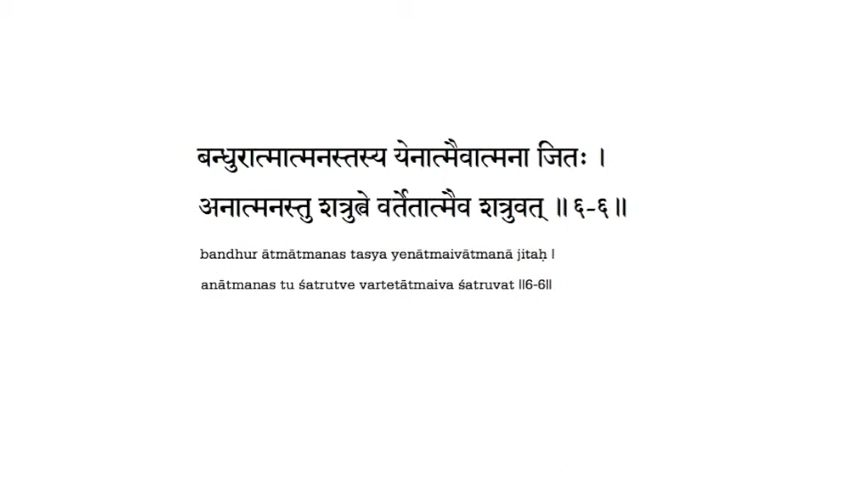 बन्धुरात्मात्मनस्तस्य येनात्मैवात्मना जितः ।
अनात्मनस्तु शत्रुत्वे वर्तेतात्मैव शत्रुवत् ॥ ६-६॥
bandhur ātmātmanas tasya yenātmaivātmanā jitaḥ |
anātmanas tu śatrutve vartetātmaiva śatruvat ||6-6||